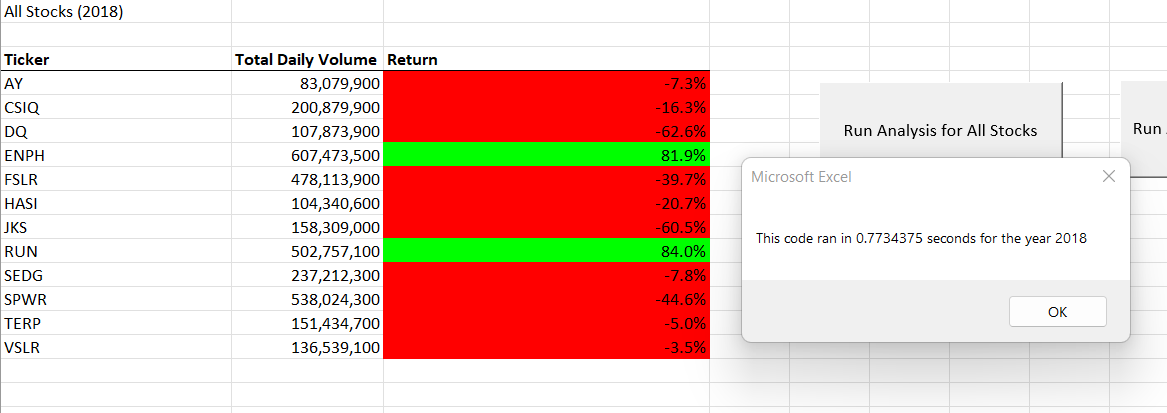 All Stocks (2018)
Ticker Total Daily Volume Return
AY 83,079,900 -7.3%
CSIQ 200,879,900 -16.3%
DQ 107,873,900 -62.6%
ENPH 607,473,500 81.9%
FSLR 478,113,900 -39.7%
HASI 104,340,600 -20.7%
JKS 158,309,000 -60.5%
RUN 502,757,100 84.0%
SEDG 237,212,300 -7.8%
SPWR 538,024,300 -44.6%
TERP 151,434,700 -5.0%
VSLR 136,539,100 -3.5%
Run Analysis for All Stocks
Run
Microsoft Excel
This code ran in 0.7734375 seconds for the year 2018
OK